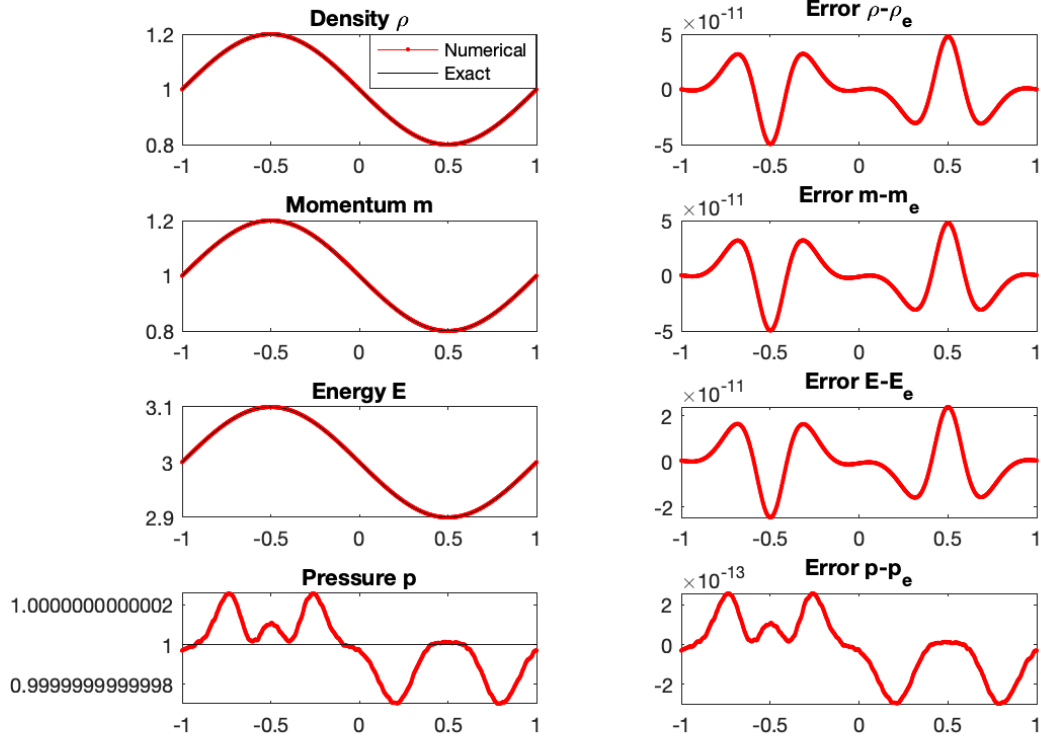 Density ρ
1.2
1
0.8
-1 -0.5 0 0.5 1
Numerical
Exact
Error ρ-ρₑ
×10⁻¹¹
5
0
-5
-1 -0.5 0 0.5 1
Momentum m
1.2
1
0.8
-1 -0.5 0 0.5 1
Error m-mₑ
×10⁻¹¹
5
0
-5
-1 -0.5 0 0.5 1
Energy E
3.1
3
2.9
-1 -0.5 0 0.5 1
Error E-Eₑ
×10⁻¹¹
2
0
-2
-1 -0.5 0 0.5 1
Pressure p
1.0000000000002
1
0.9999999999998
-1 -0.5 0 0.5 1
Error p-pₑ
×10⁻¹³
2
0
-2
-1 -0.5 0 0.5 1